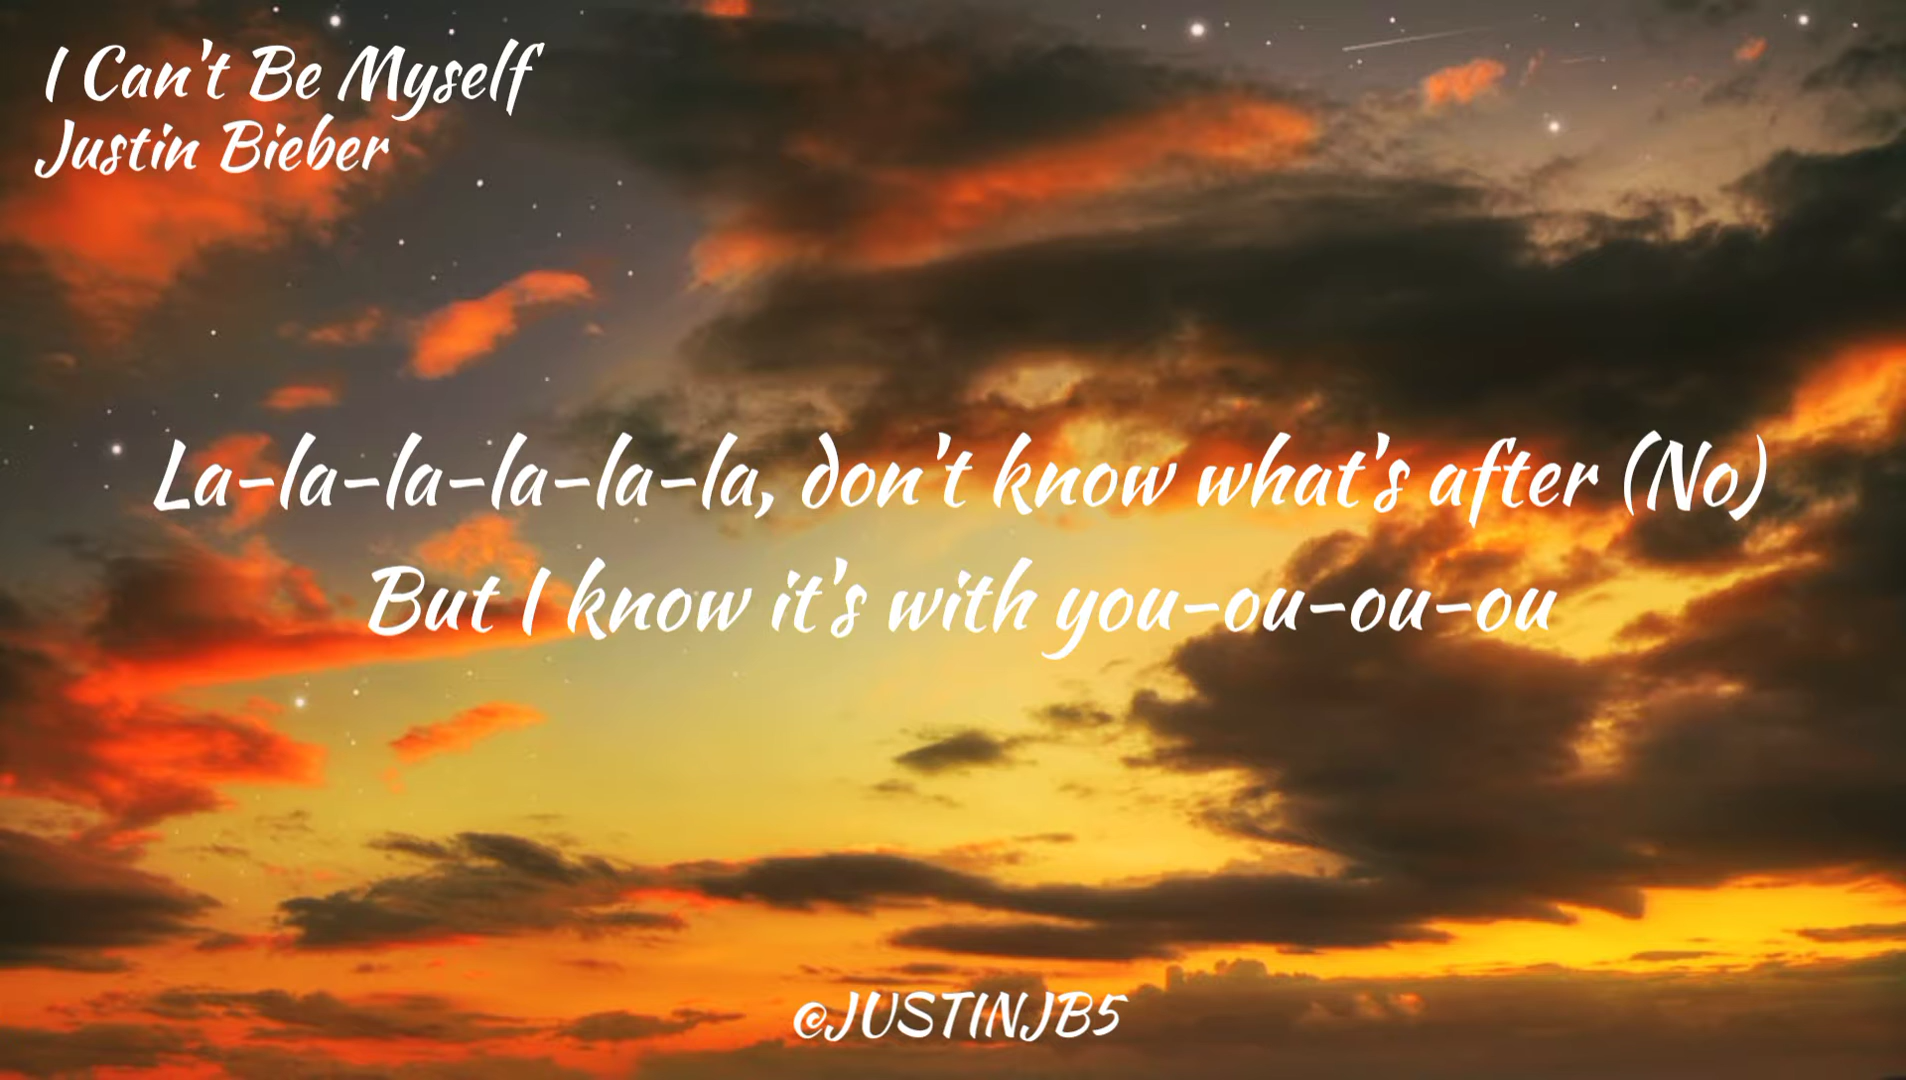 I Can't Be Myself
Justin Bieber
La-la-la-la-la-la, don't know what's after (No)
But I know it's with you-ou-ou-ou
@JUSTINJB5